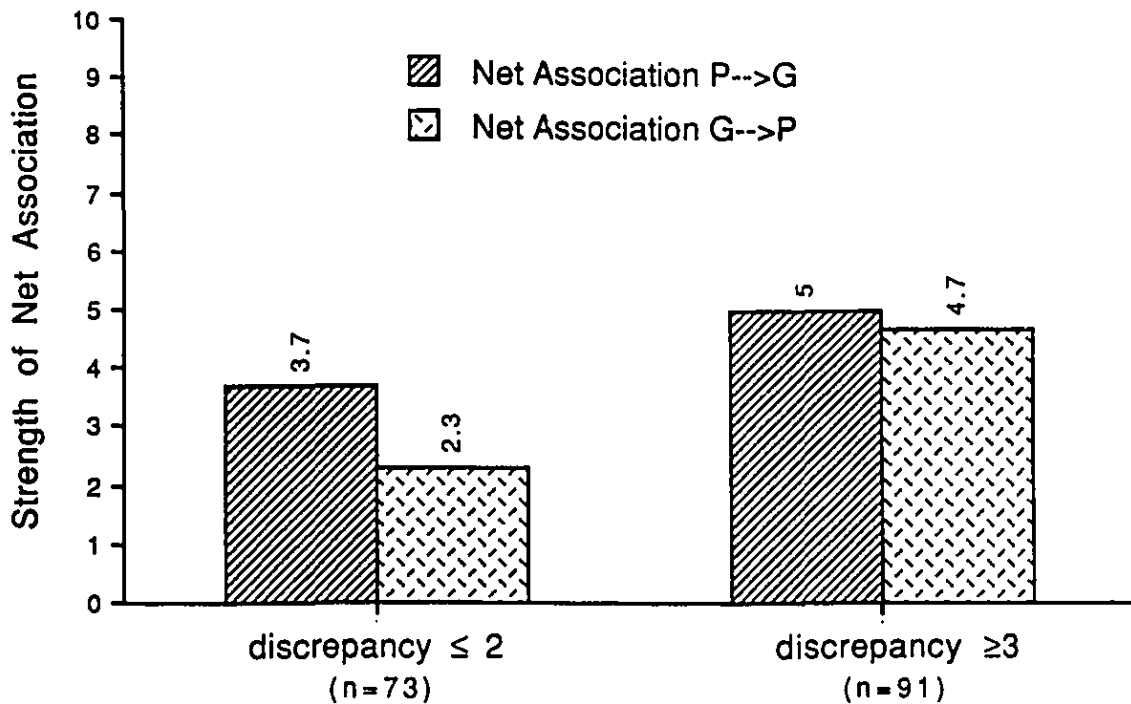 Strength of Net Association
10
9
8
7
6
5
4
3
2
1
0
Net Association P-->G
Net Association G-->P
3.7
2.3
5
4.7
discrepancy ≤ 2
(n=73)
discrepancy ≥3
(n=91)